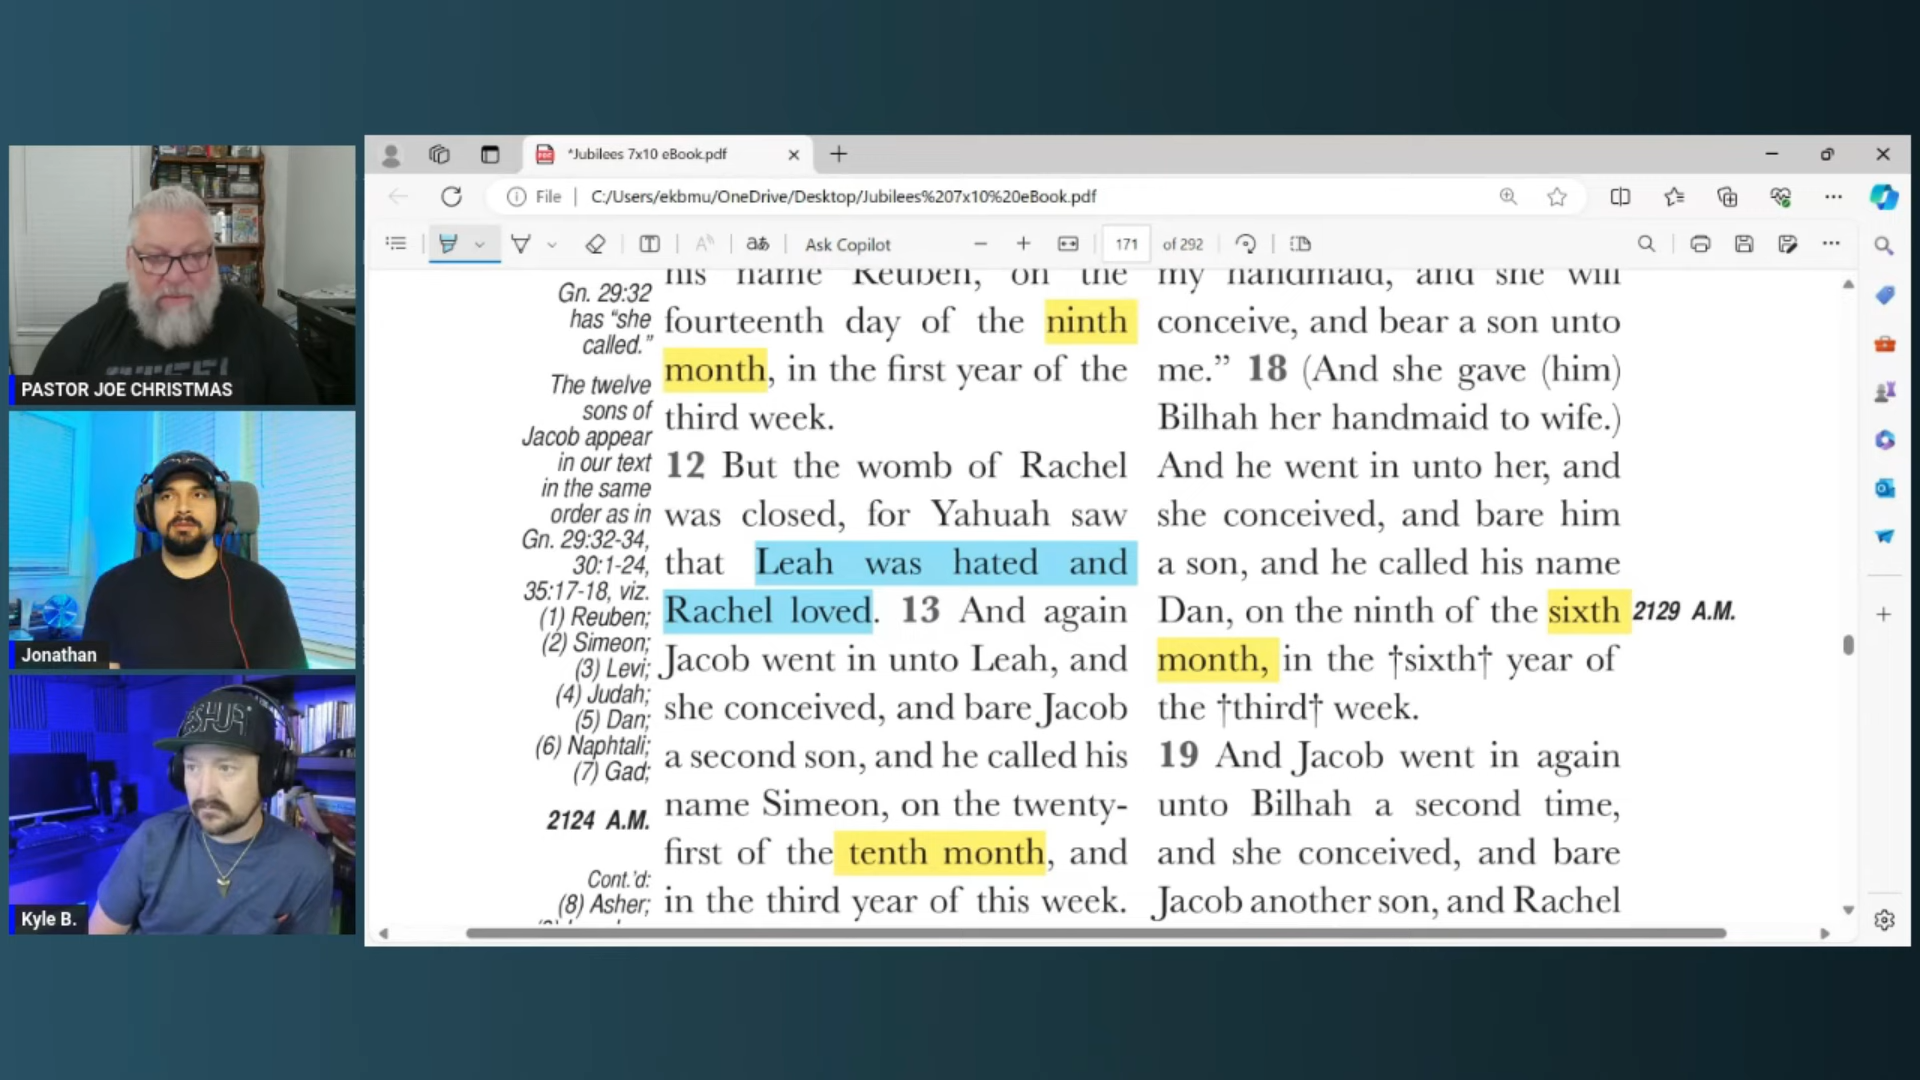 PASTOR JOE CHRISTMAS
Jonathan
Kyle B.
*Jubilees 7x10 eBook.pdf
File
C:/Users/ekbmu/OneDrive/Desktop/Jubilees%207x10%20eBook.pdf
Ask Copilot
171
of 292
Gn. 29:32
has “she
called.”
The twelve
sons of
Jacob appear
in our text
in the same
order as in
Gn. 29:32-34,
30:1-24,
35:17-18, viz.
(1) Reuben;
(2) Simeon;
(3) Levi;
(4) Judah;
(5) Dan;
(6) Naphtali;
(7) Gad;
2124 A.M.
Cont.'d:
(8) Asher;
his name Reuben, on the
fourteenth day of the ninth
month, in the first year of the
third week.
12 But the womb of Rachel
was closed, for Yahuah saw
that Leah was hated and
Rachel loved. 13 And again
Jacob went in unto Leah, and
she conceived, and bare Jacob
a second son, and he called his
name Simeon, on the twenty-
first of the tenth month, and
in the third year of this week.
my handmaid, and she will
conceive, and bear a son unto
me.” 18 (And she gave (him)
Bilhah her handmaid to wife.)
And he went in unto her, and
she conceived, and bare him
a son, and he called his name
Dan, on the ninth of the sixth
month, in the †sixth† year of
the †third† week.
19 And Jacob went in again
unto Bilhah a second time,
and she conceived, and bare
Jacob another son, and Rachel
2129 A.M.